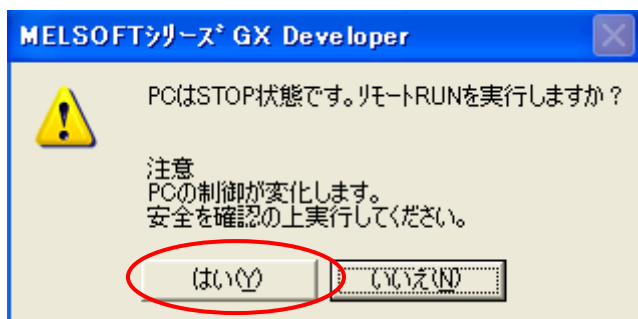 MELSOFTシリーズ GX Developer
PCはSTOP状態です。リモートRUNを実行しますか？
注意
PCの制御が変化します。
安全を確認の上実行してください。
はい(Y)
いいえ(N)